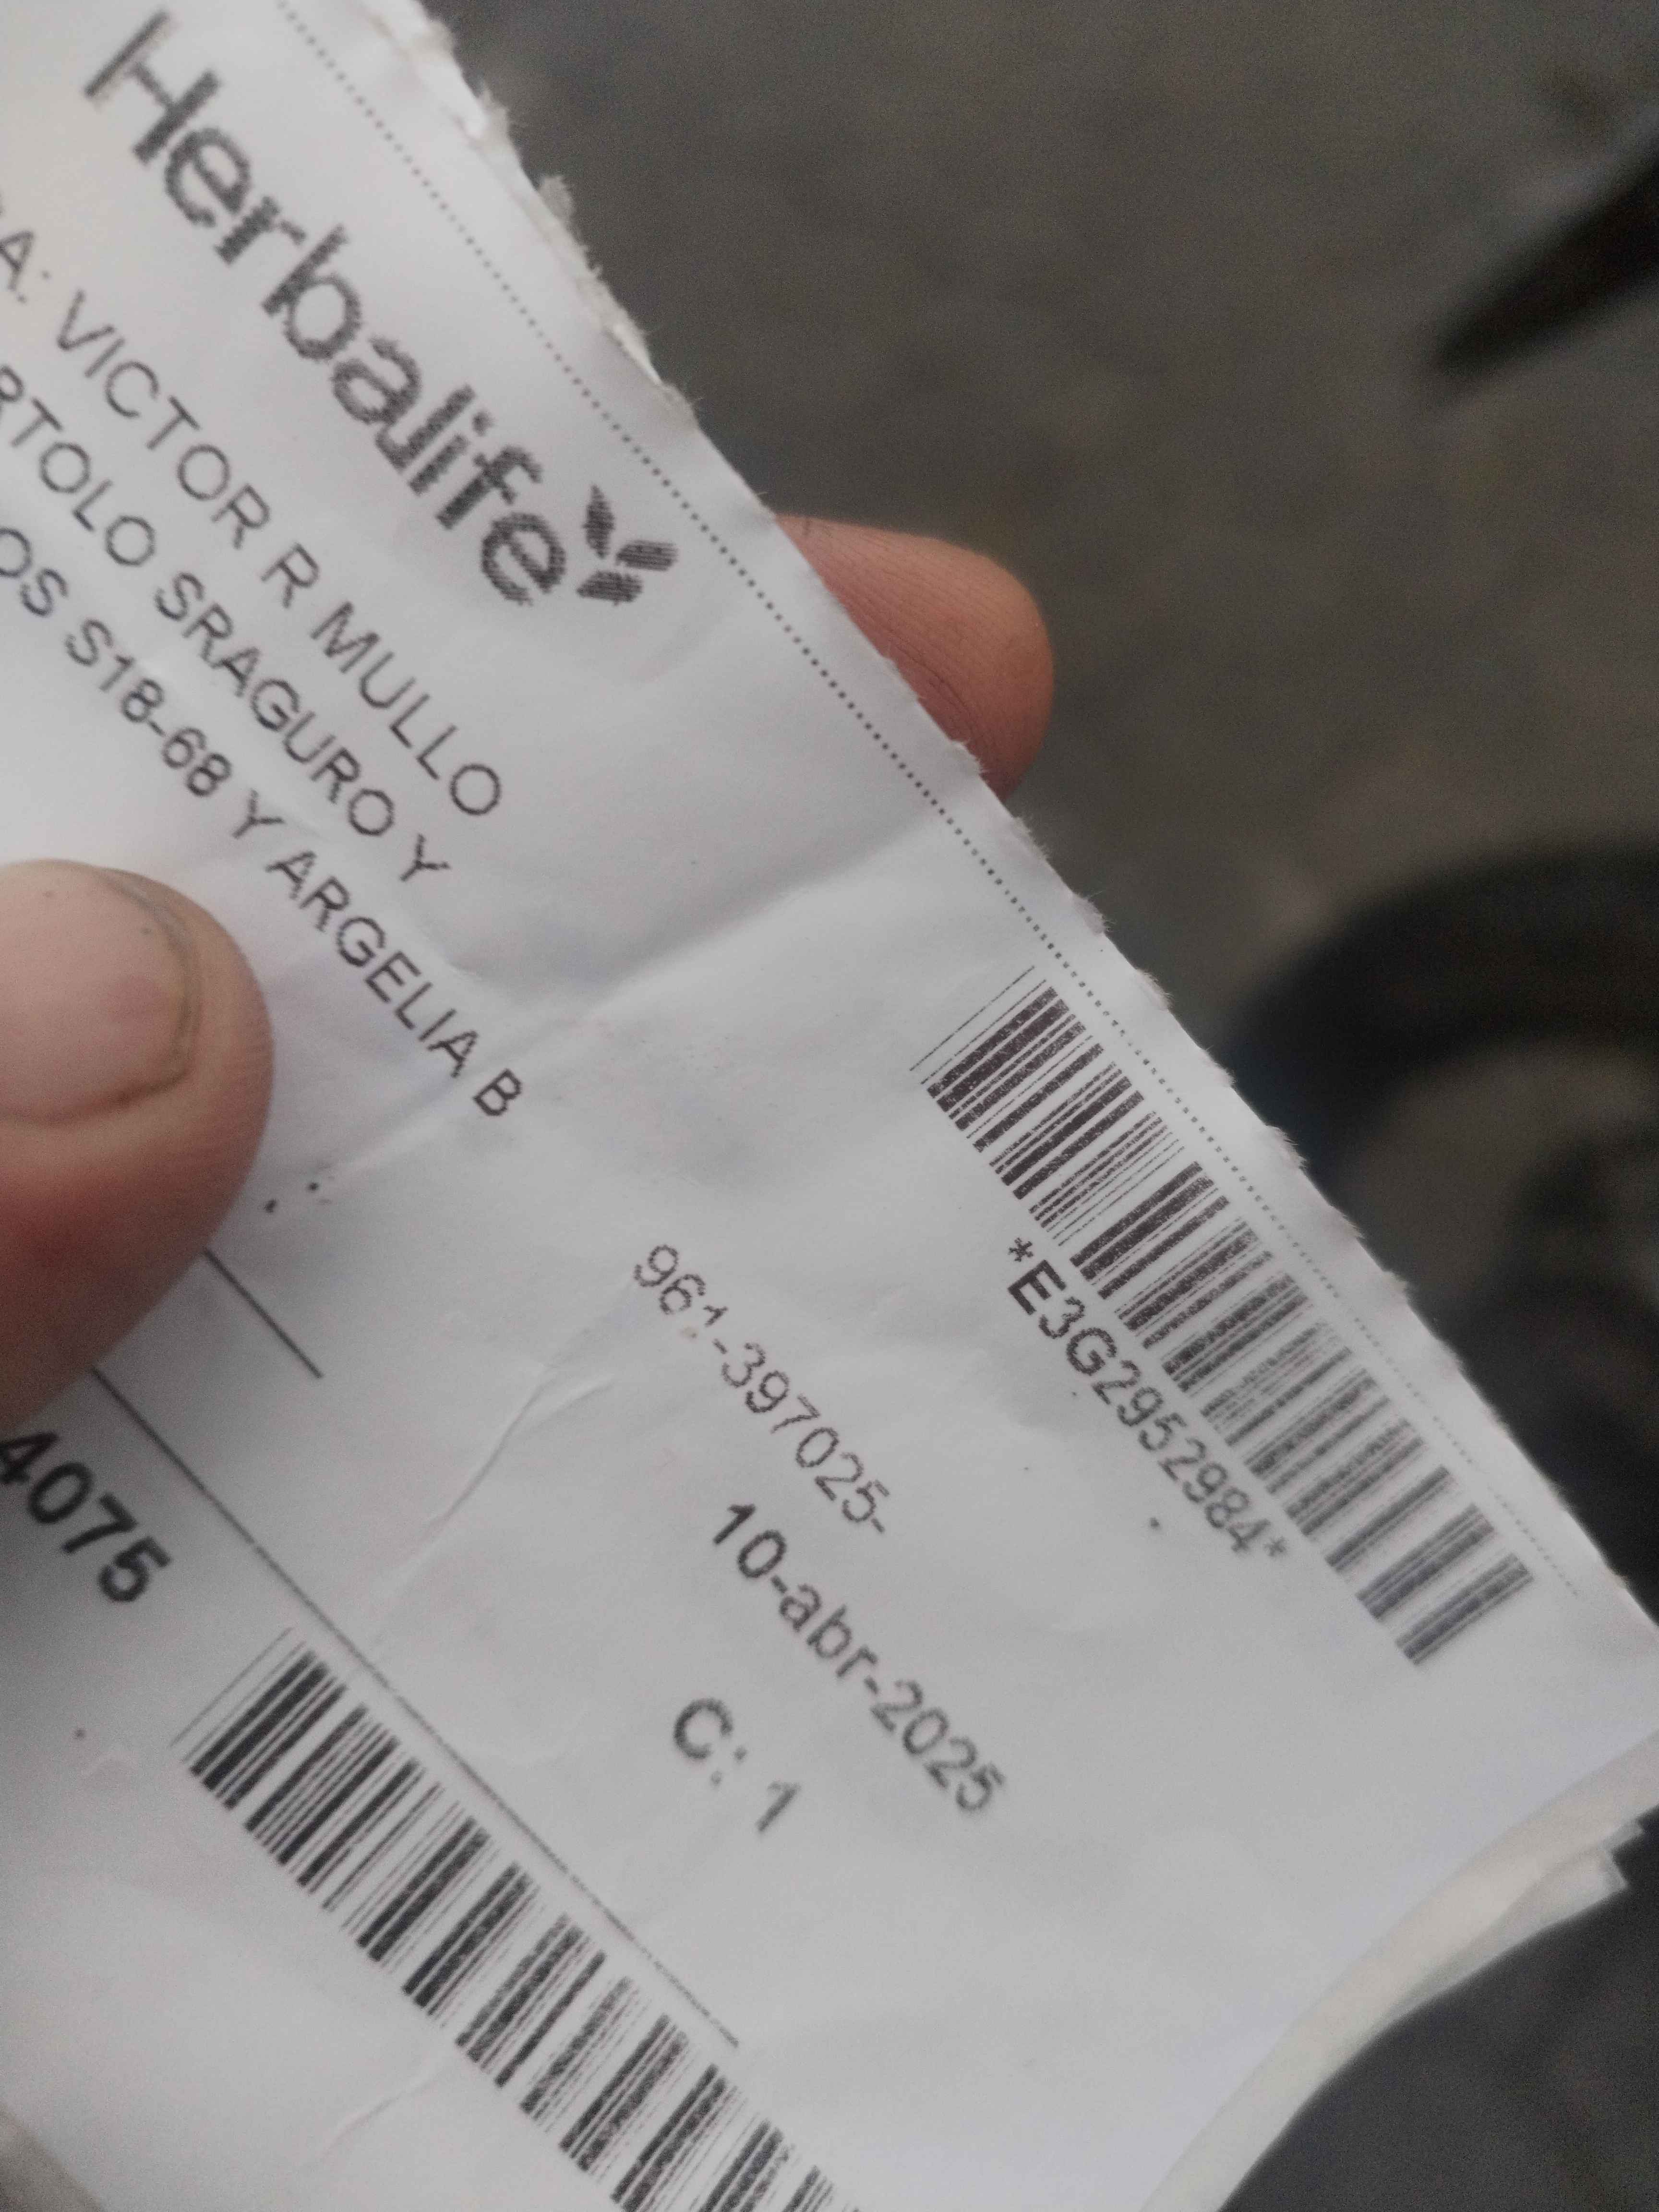 Herbalife
A: VICTOR R MULLO
RTOLO SRAGURO Y
OS S18-68 Y ARGELIA B
*E3G2952984*
961-397025-
10-abr-2025
C: 1
4075